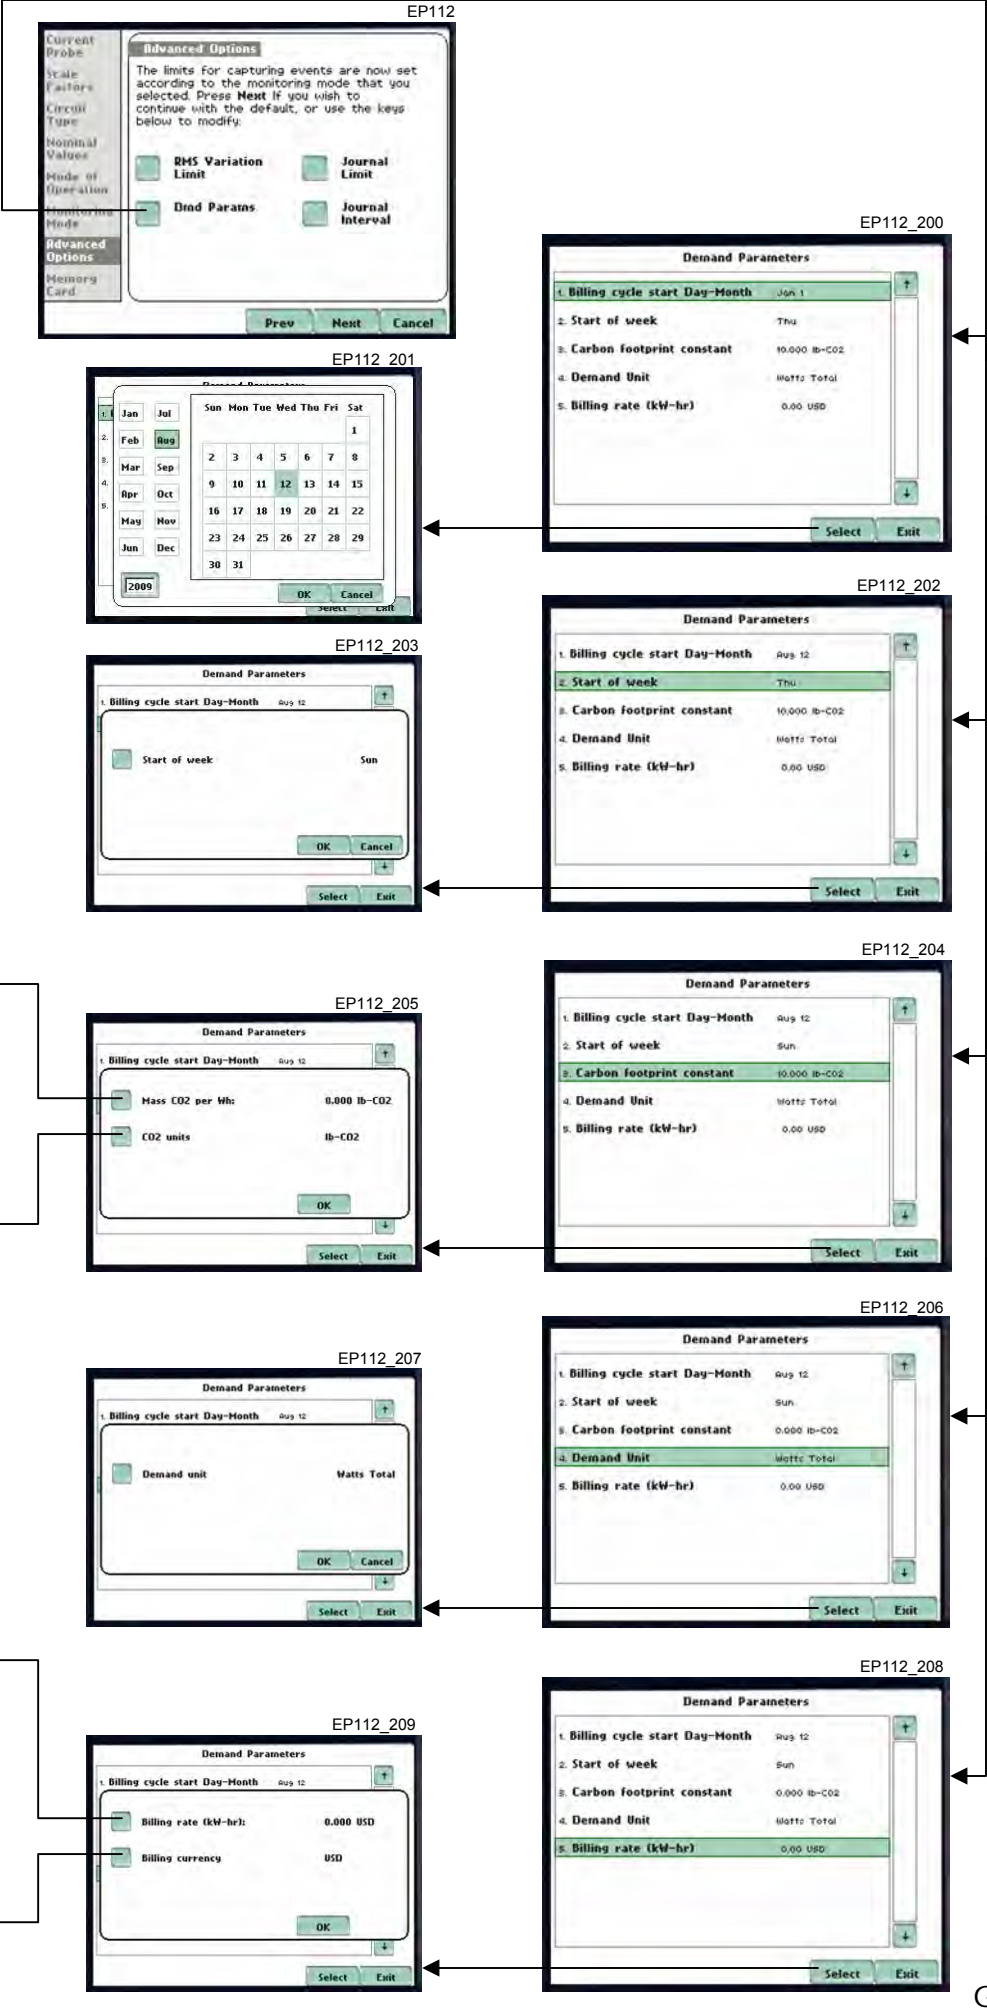 EP112
Current
Probe
Scale
Factors
Circuit
Type
Nominal
Values
Mode of
Operation
Monitoring
Mode
Advanced
Options
Memory
Card
Advanced Options
The limits for capturing events are now set
according to the monitoring mode that you
selected. Press Next If you wish to
continue with the default, or use the keys
below to modify:
RMS Variation
Limit
Journal
Limit
Dmd Params
Journal
Interval
Prev Next Cancel
EP112_200
Demand Parameters
1. Billing cycle start Day-Month Jan 1
2. Start of week Thu
3. Carbon footprint constant 10.000 lb-CO2
4. Demand Unit Watts Total
5. Billing rate (kW-hr) 0.00 USD
Select Exit
EP112_201
Demand Parameters
1.
2.
3.
4.
5.
Jan Jul
Feb Aug
Mar Sep
Apr Oct
May Nov
Jun Dec
2009
Sun Mon Tue Wed Thu Fri Sat
1
2 3 4 5 6 7 8
9 10 11 12 13 14 15
16 17 18 19 20 21 22
23 24 25 26 27 28 29
30 31
OK Cancel
Select Exit
EP112_202
Demand Parameters
1. Billing cycle start Day-Month Aug 12
2. Start of week Thu
3. Carbon footprint constant 10.000 lb-CO2
4. Demand Unit Watts Total
5. Billing rate (kW-hr) 0.00 USD
Select Exit
EP112_203
Demand Parameters
1. Billing cycle start Day-Month Aug 12
Start of week Sun
OK Cancel
Select Exit
EP112_204
Demand Parameters
1. Billing cycle start Day-Month Aug 12
2. Start of week Sun
3. Carbon footprint constant 10.000 lb-CO2
4. Demand Unit Watts Total
5. Billing rate (kW-hr) 0.00 USD
Select Exit
EP112_205
Demand Parameters
1. Billing cycle start Day-Month Aug 12
Mass CO2 per Wh: 0.000 lb-CO2
CO2 units lb-CO2
OK
Select Exit
EP112_206
Demand Parameters
1. Billing cycle start Day-Month Aug 12
2. Start of week Sun
3. Carbon footprint constant 0.000 lb-CO2
4. Demand Unit Watts Total
5. Billing rate (kW-hr) 0.00 USD
Select Exit
EP112_207
Demand Parameters
1. Billing cycle start Day-Month Aug 12
Demand unit Watts Total
OK Cancel
Select Exit
EP112_208
Demand Parameters
1. Billing cycle start Day-Month Aug 12
2. Start of week Sun
3. Carbon footprint constant 0.000 lb-CO2
4. Demand Unit Watts Total
5. Billing rate (kW-hr) 0.00 USD
Select Exit
EP112_209
Demand Parameters
1. Billing cycle start Day-Month Aug 12
Billing rate (kW-hr): 0.000 USD
Billing currency USD
OK
Select Exit